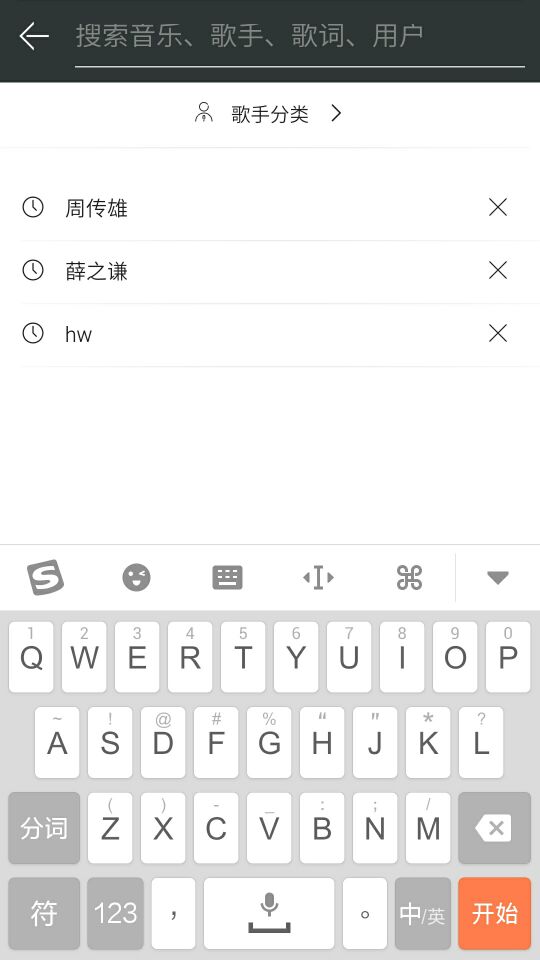 搜索音乐、歌手、歌词、用户
歌手分类
周传雄
薛之谦
hw
1 2 3 4 5 6 7 8 9 0
Q W E R T Y U I O P
~ ! @ # % “ " * ?
A S D F G H J K L
( ) - _ : ; /
分词 Z X C V B N M
符 123 ， 。 中/英 开始